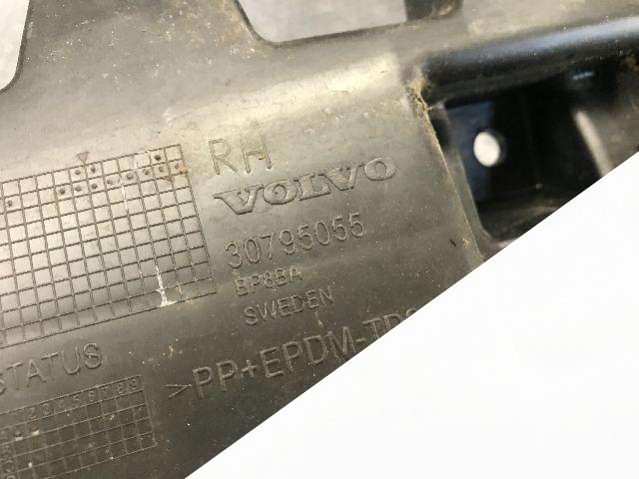 RH
VOLVO
30795055
BP8BA
SWEDEN
>PP+EPDM-
STATUS